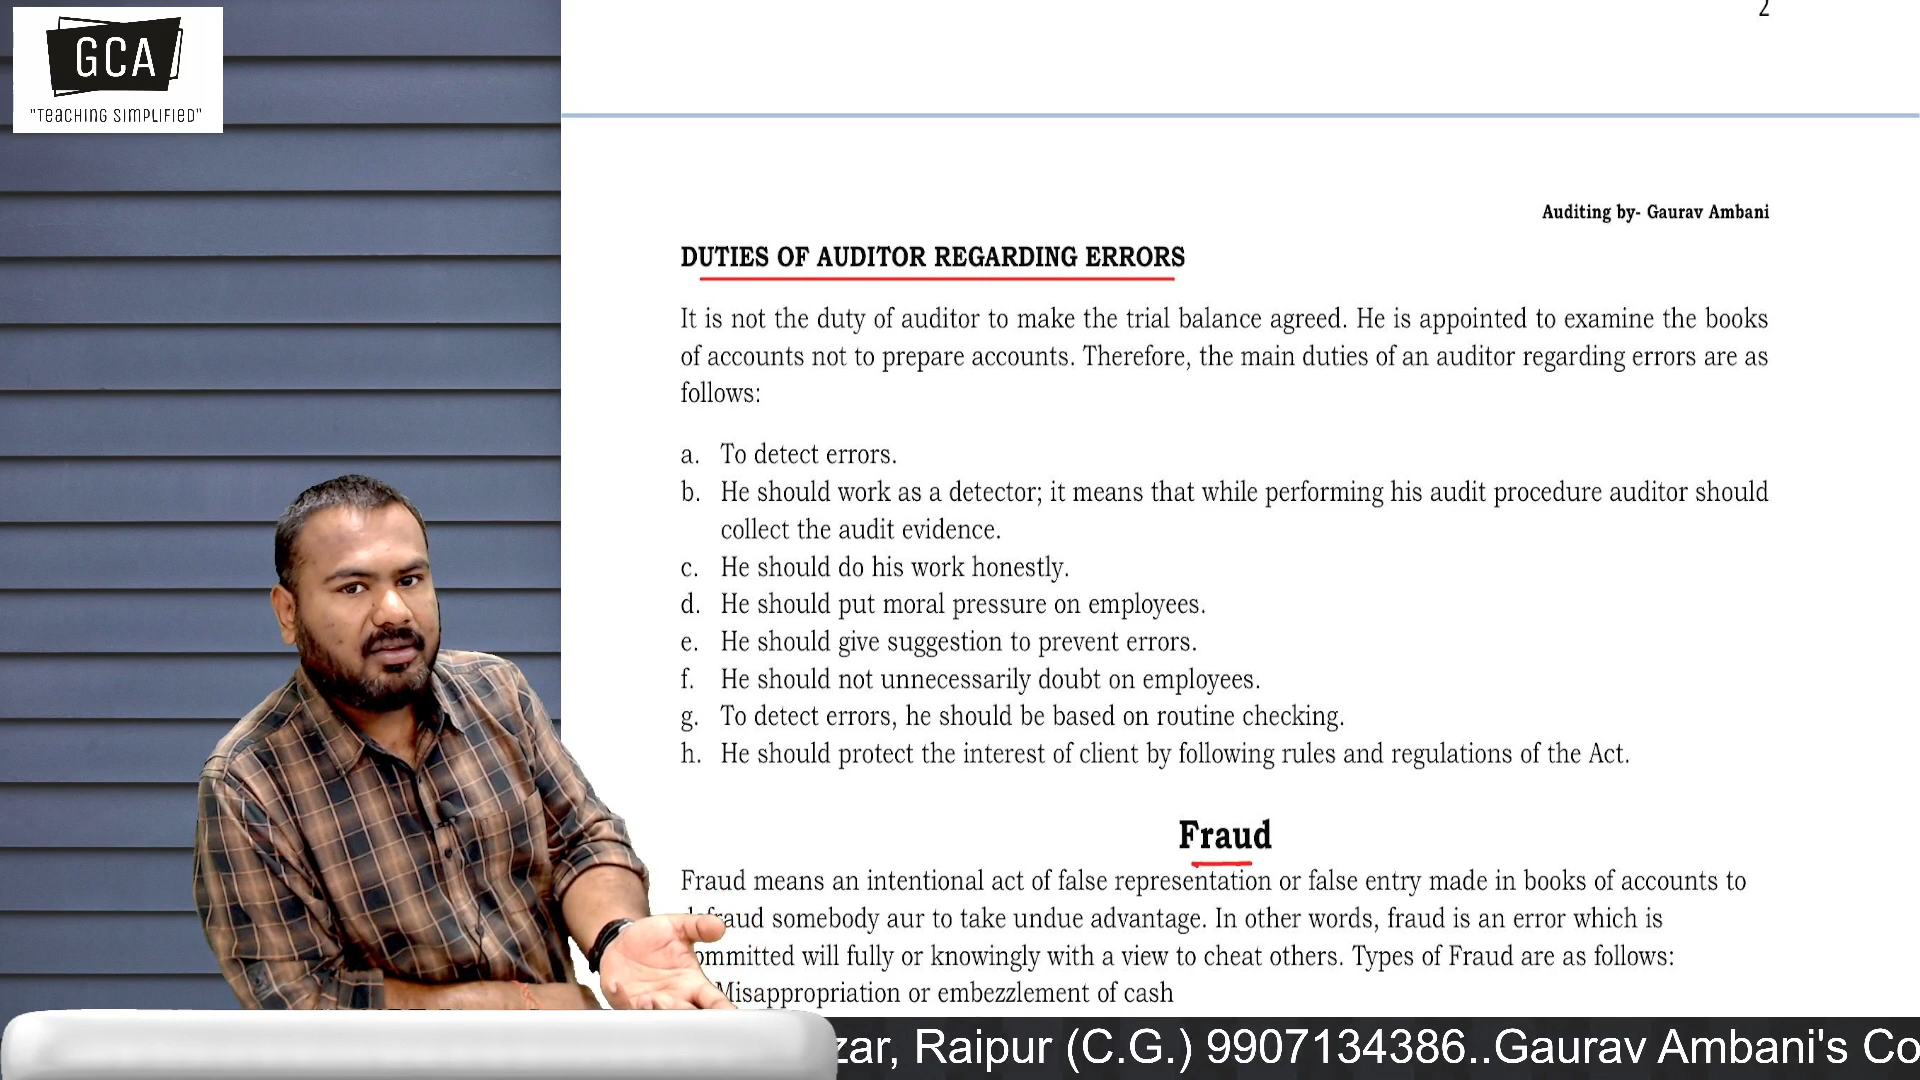 GCA
"Teaching Simplified"
2
Auditing by- Gaurav Ambani
DUTIES OF AUDITOR REGARDING ERRORS
It is not the duty of auditor to make the trial balance agreed. He is appointed to examine the books
of accounts not to prepare accounts. Therefore, the main duties of an auditor regarding errors are as
follows:
a. To detect errors.
b. He should work as a detector; it means that while performing his audit procedure auditor should
collect the audit evidence.
c. He should do his work honestly.
d. He should put moral pressure on employees.
e. He should give suggestion to prevent errors.
f. He should not unnecessarily doubt on employees.
g. To detect errors, he should be based on routine checking.
h. He should protect the interest of client by following rules and regulations of the Act.
Fraud
Fraud means an intentional act of false representation or false entry made in books of accounts to
somebody aur to take undue advantage. In other words, fraud is an error which is
will fully or knowingly with a view to cheat others. Types of Fraud are as follows:
Misappropriation or embezzlement of cash
Raipur (C.G.) 9907134386..Gaurav Ambani's